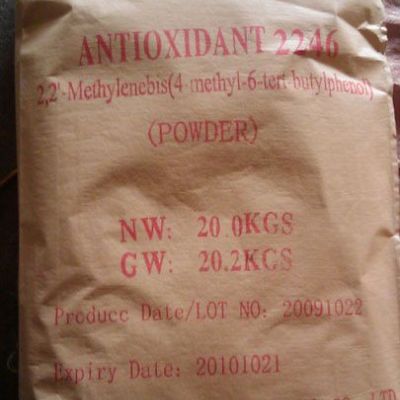 ANTIOXIDANT 2246
2,2'-Methylenebis(4-methyl-6-tert-butylphenol)
(POWDER)
NW: 20.0KGS
GW: 20.2KGS
Produce Date/LOT NO: 20091022
Expiry Date: 20101021
LTD